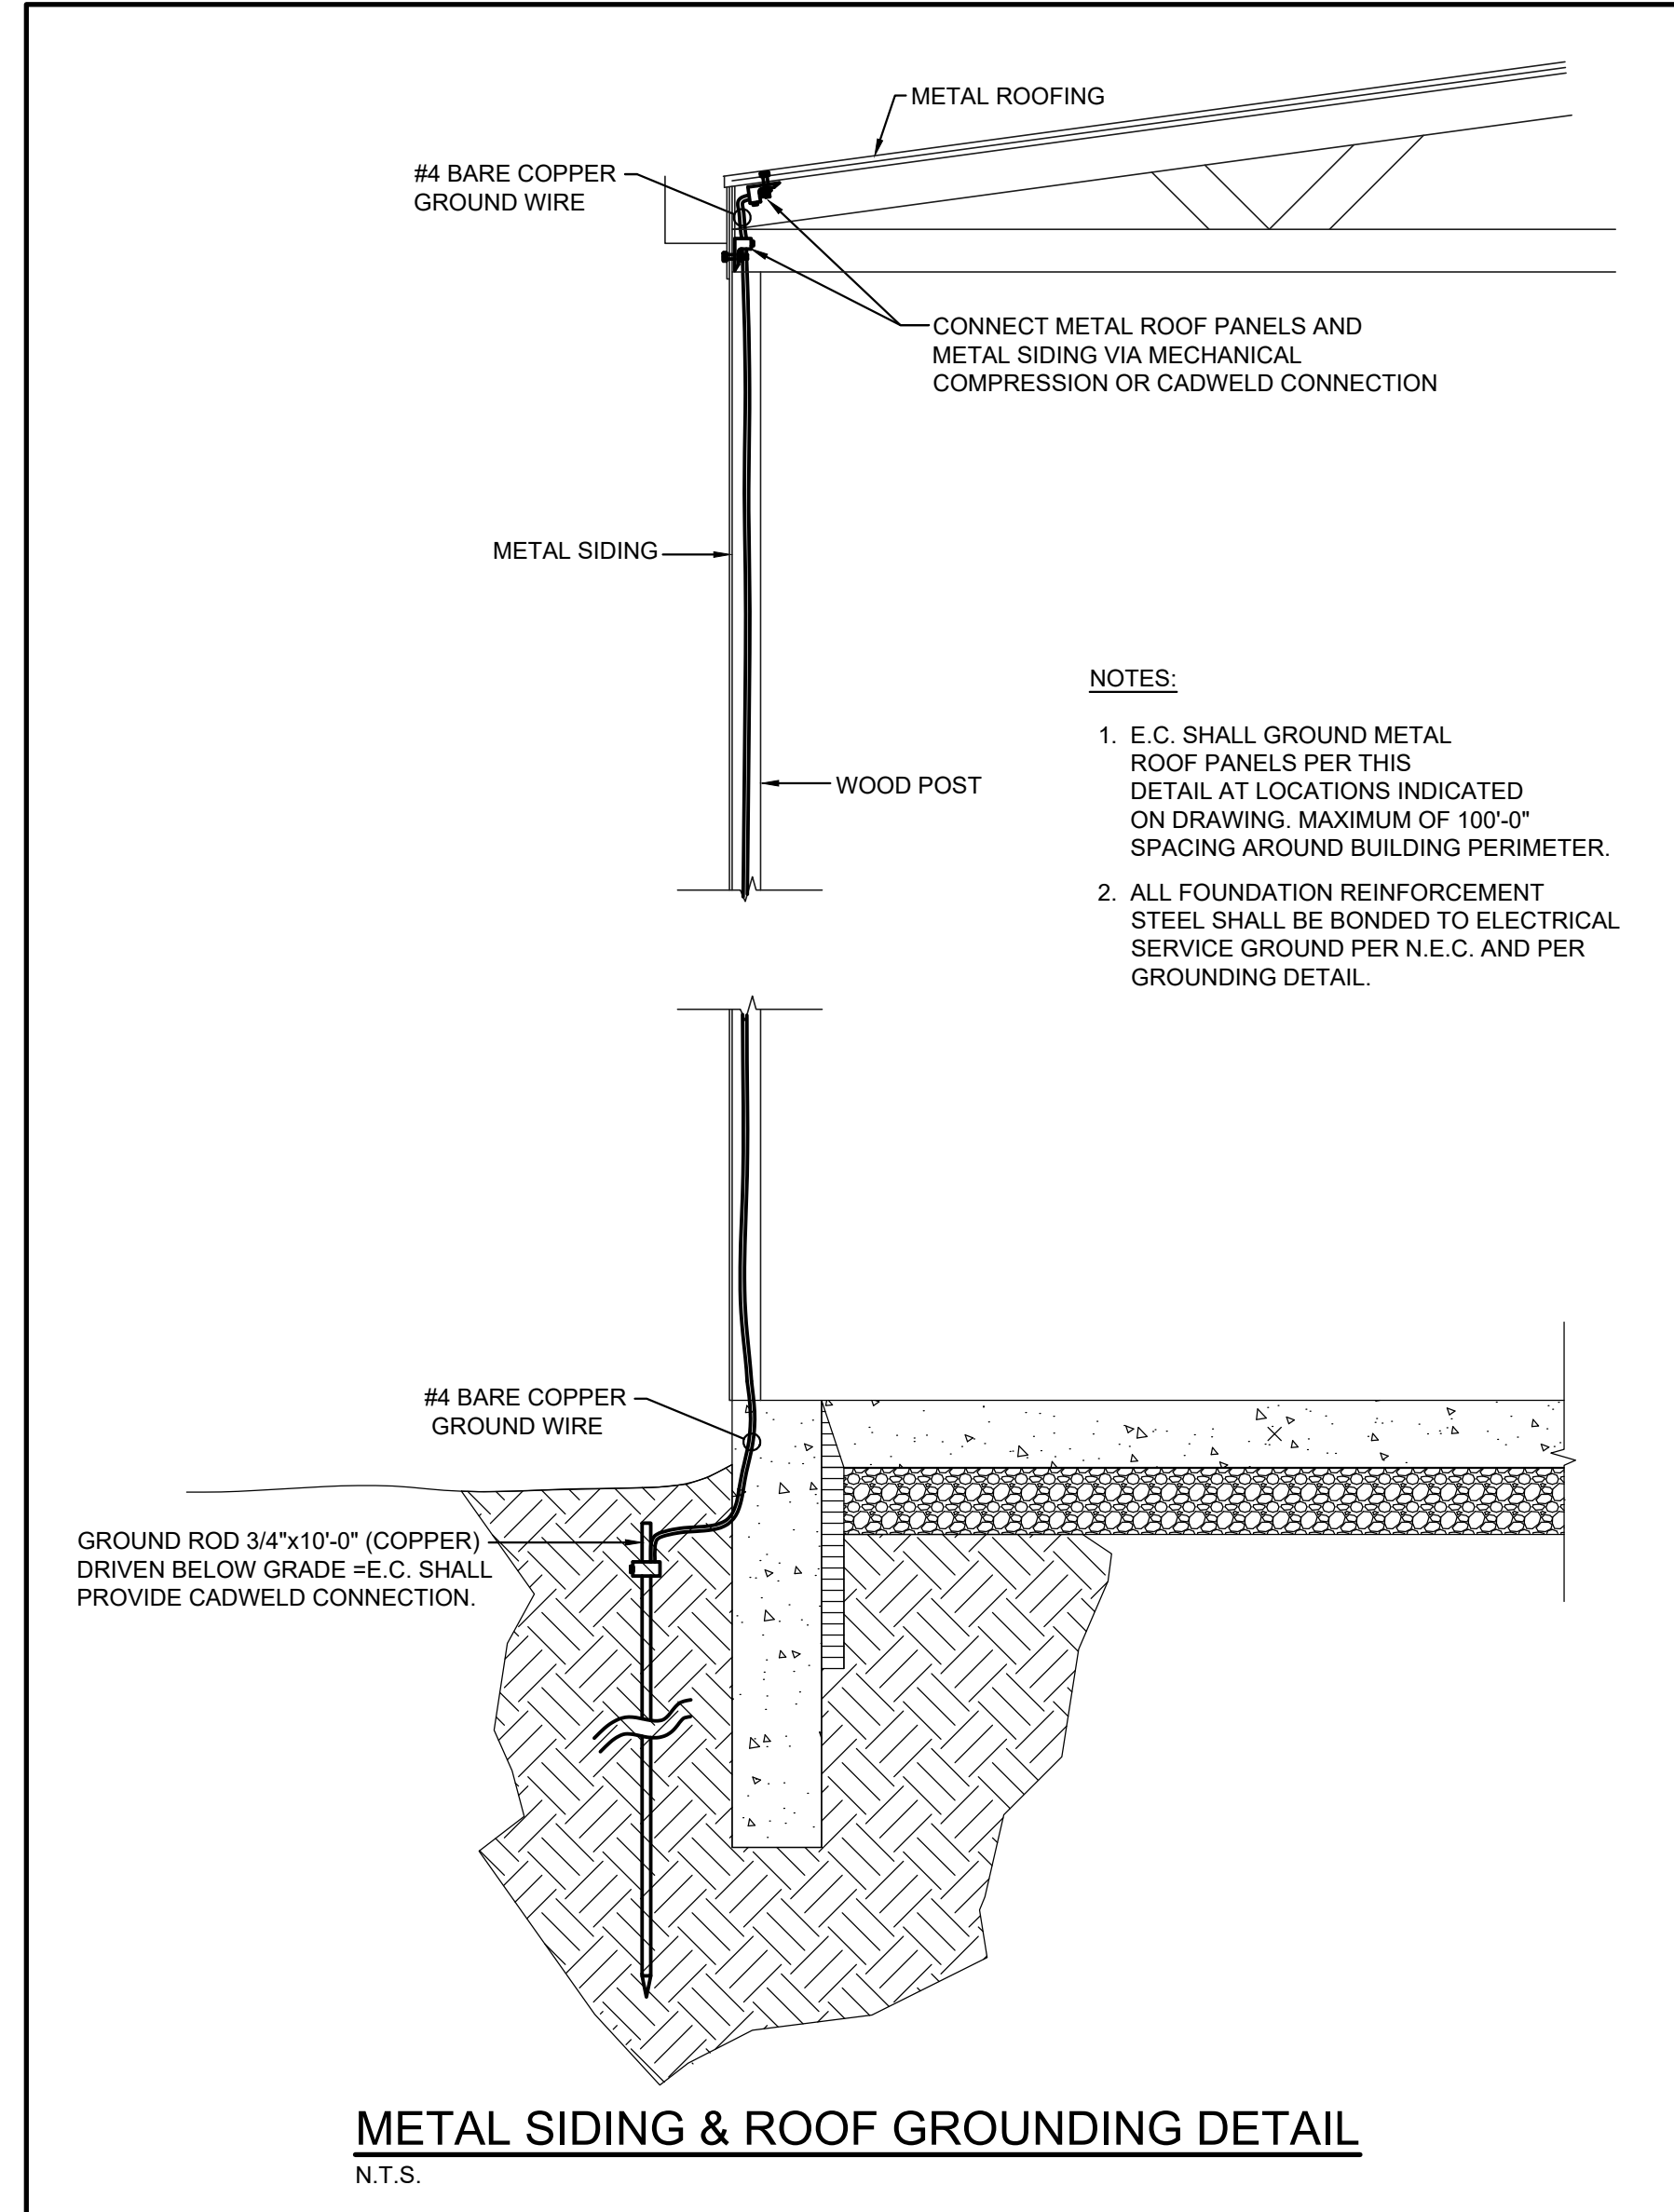 METAL ROOFING
#4 BARE COPPER
GROUND WIRE
CONNECT METAL ROOF PANELS AND
METAL SIDING VIA MECHANICAL
COMPRESSION OR CADWELD CONNECTION
METAL SIDING
NOTES:
1. E.C. SHALL GROUND METAL
ROOF PANELS PER THIS
DETAIL AT LOCATIONS INDICATED
ON DRAWING. MAXIMUM OF 100'-0"
SPACING AROUND BUILDING PERIMETER.
2. ALL FOUNDATION REINFORCEMENT
STEEL SHALL BE BONDED TO ELECTRICAL
SERVICE GROUND PER N.E.C. AND PER
GROUNDING DETAIL.
WOOD POST
#4 BARE COPPER
GROUND WIRE
GROUND ROD 3/4"x10'-0" (COPPER)
DRIVEN BELOW GRADE =E.C. SHALL
PROVIDE CADWELD CONNECTION.
METAL SIDING & ROOF GROUNDING DETAIL
N.T.S.